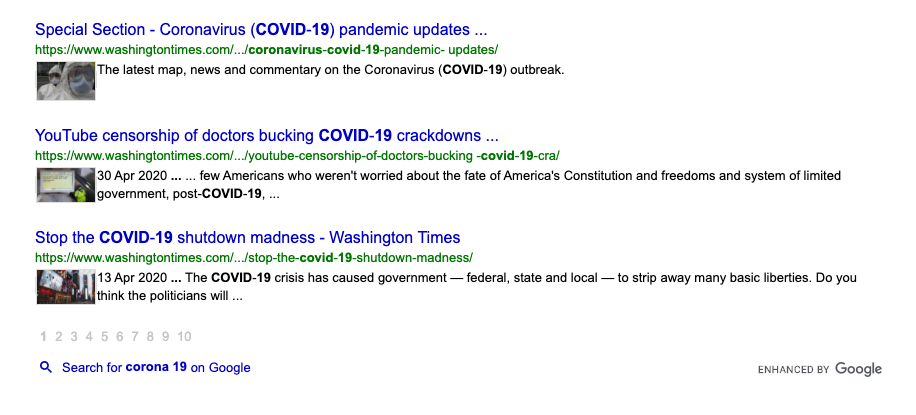 Special Section - Coronavirus (COVID-19) pandemic updates ...
https://www.washingtontimes.com/.../coronavirus-covid-19-pandemic- updates/
The latest map, news and commentary on the Coronavirus (COVID-19) outbreak.
YouTube censorship of doctors bucking COVID-19 crackdowns ...
https://www.washingtontimes.com/.../youtube-censorship-of-doctors-bucking -covid-19-cra/
30 Apr 2020 ... ... few Americans who weren't worried about the fate of America's Constitution and freedoms and system of limited
government, post-COVID-19, ...
Stop the COVID-19 shutdown madness - Washington Times
https://www.washingtontimes.com/.../stop-the-covid-19-shutdown-madness/
13 Apr 2020 ... The COVID-19 crisis has caused government — federal, state and local — to strip away many basic liberties. Do you
think the politicians will ...
1 2 3 4 5 6 7 8 9 10
Search for corona 19 on Google
ENHANCED BY Google